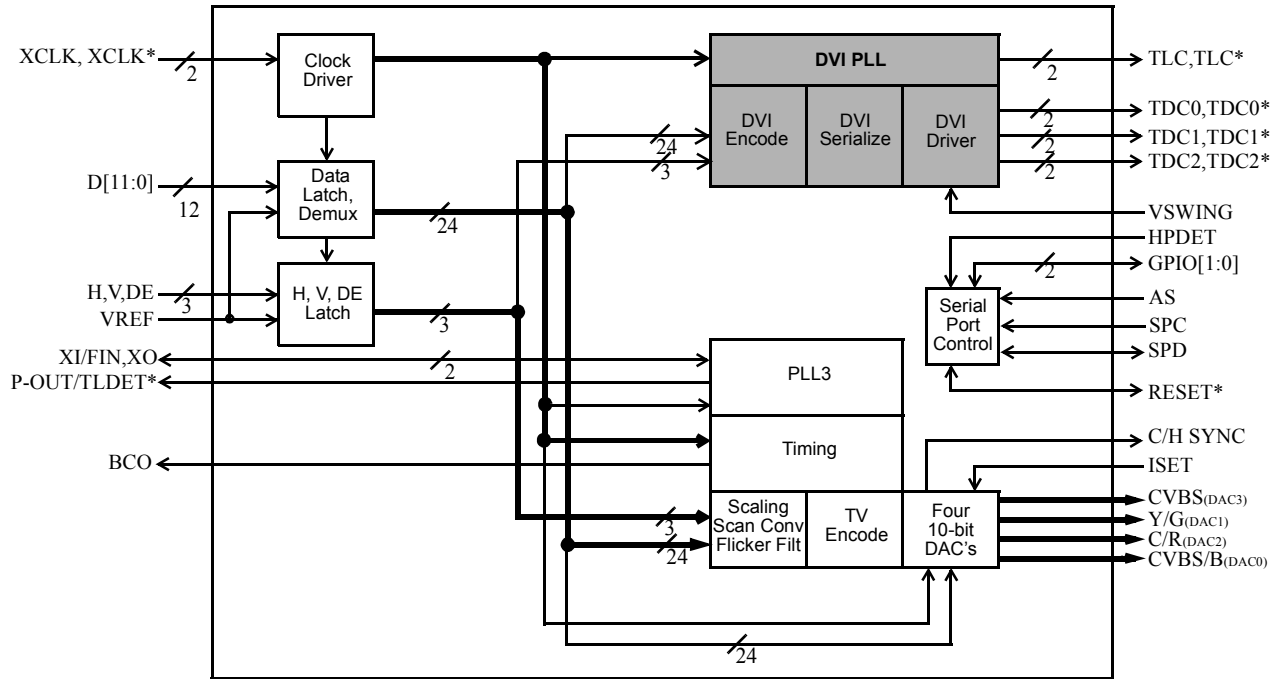 XCLK, XCLK*
2
Clock
Driver
DVI PLL
2
TLC,TLC*
DVI
Encode
DVI
Serialize
DVI
Driver
2
TDC0,TDC0*
24
2
TDC1,TDC1*
3
2
TDC2,TDC2*
D[11:0]
12
Data
Latch,
Demux
24
VSWING
HPDET
2
GPIO[1:0]
H,V,DE
3
VREF
H, V, DE
Latch
3
Serial
Port
Control
AS
SPC
SPD
RESET*
XI/FIN,XO
2
P-OUT/TLDET*
PLL3
Timing
BCO
C/H SYNC
ISET
3
24
Scaling
Scan Conv
Flicker Filt
TV
Encode
Four
10-bit
DAC's
CVBS(DAC3)
Y/G(DAC1)
C/R(DAC2)
CVBS/B(DAC0)
24